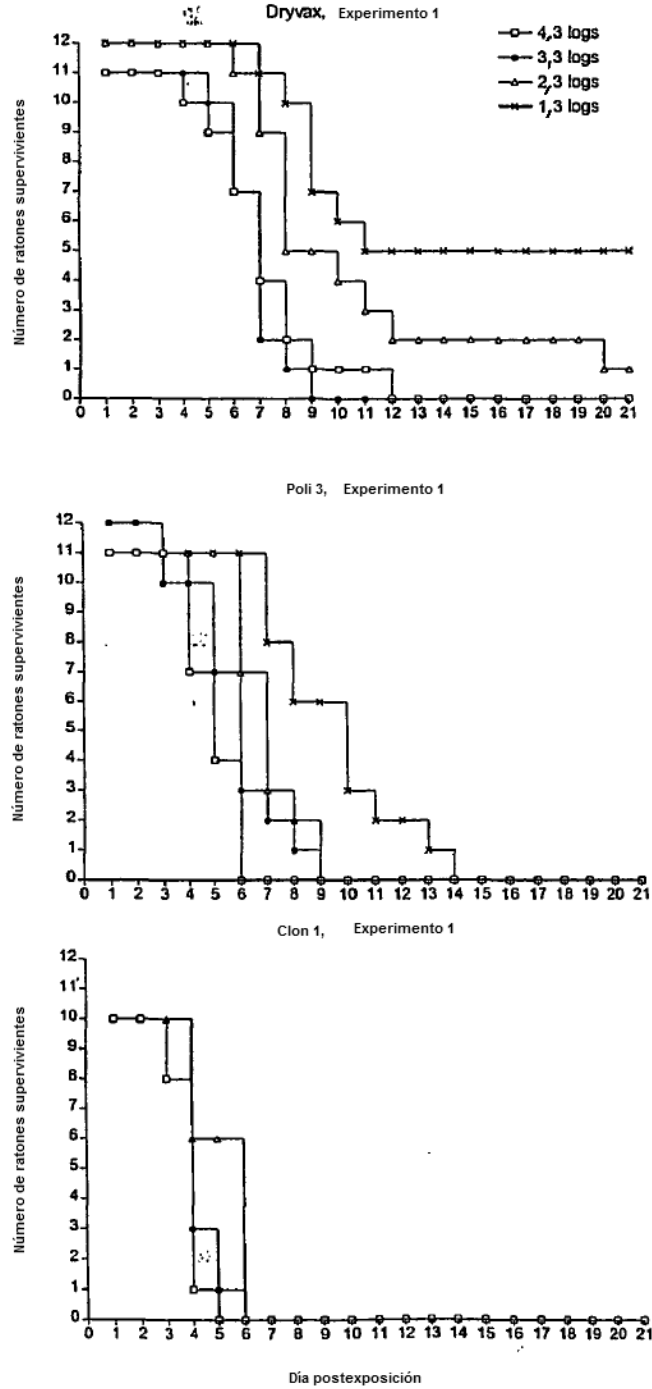 Dryvax, Experimento 1
4,3 logs
3,3 logs
2,3 logs
1,3 logs
Número de ratones supervivientes
12
11
10
9
8
7
6
5
4
3
2
1
0
0 1 2 3 4 5 6 7 8 9 10 11 12 13 14 15 16 17 18 19 20 21
Poli 3, Experimento 1
Número de ratones supervivientes
12
11
10
9
8
7
6
5
4
3
2
1
0
0 1 2 3 4 5 6 7 8 9 10 11 12 13 14 15 16 17 18 19 20 21
Clon 1, Experimento 1
Número de ratones supervivientes
12
11
10
9
8
7
6
5
4
3
2
1
0
0 1 2 3 4 5 6 7 8 9 10 11 12 13 14 15 16 17 18 19 20 21
Día postexposición